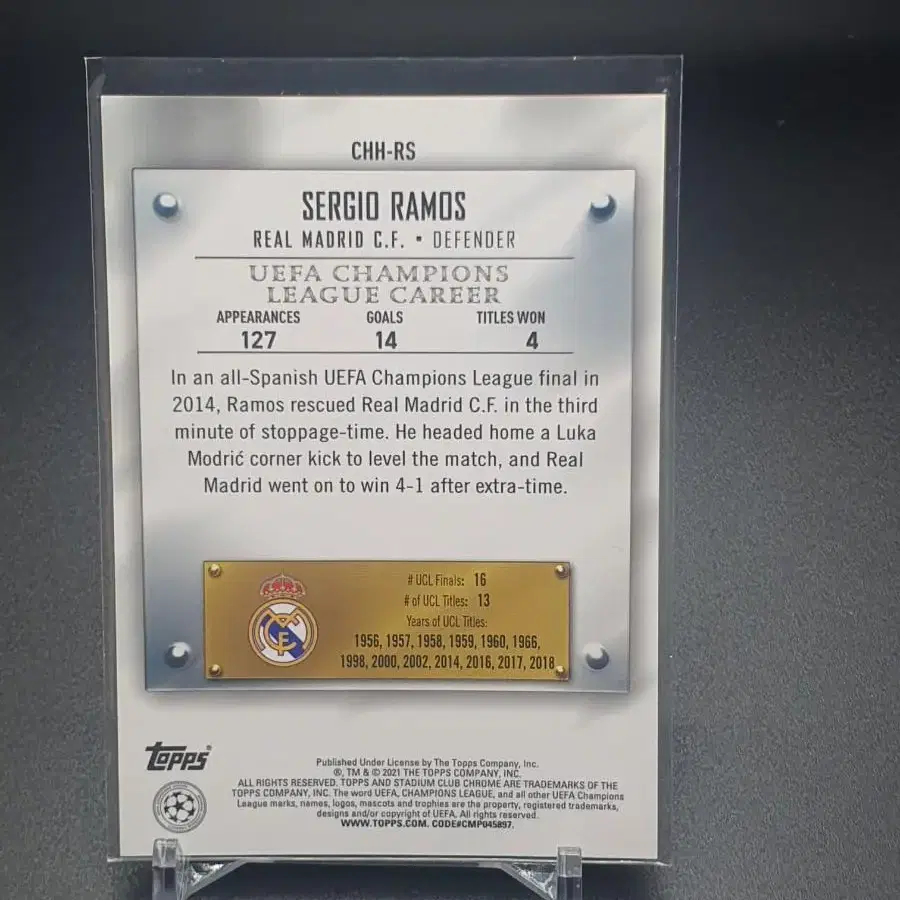 CHH-RS
SERGIO RAMOS
REAL MADRID C.F. • DEFENDER
UEFA CHAMPIONS
LEAGUE CAREER
APPEARANCES GOALS TITLES WON
127 14 4
In an all-Spanish UEFA Champions League final in
2014, Ramos rescued Real Madrid C.F. in the third
minute of stoppage-time. He headed home a Luka
Modrić corner kick to level the match, and Real
Madrid went on to win 4-1 after extra-time.
# UCL Finals: 16
# of UCL Titles: 13
Years of UCL Titles:
1956, 1957, 1958, 1959, 1960, 1966,
1998, 2000, 2002, 2014, 2016, 2017, 2018
Topps®
Published Under License by The Topps Company, Inc.
®, TM & © 2021 THE TOPPS COMPANY, INC.
ALL RIGHTS RESERVED. TOPPS AND STADIUM CLUB CHROME ARE TRADEMARKS OF THE
TOPPS COMPANY, INC. The word UEFA, CHAMPIONS LEAGUE, and all other UEFA Champions
League marks, names, logos, mascots and trophies are the property, registered trademarks,
designs and/or copyright of UEFA. All rights reserved.
WWW.TOPPS.COM. CODE#CMP045897.